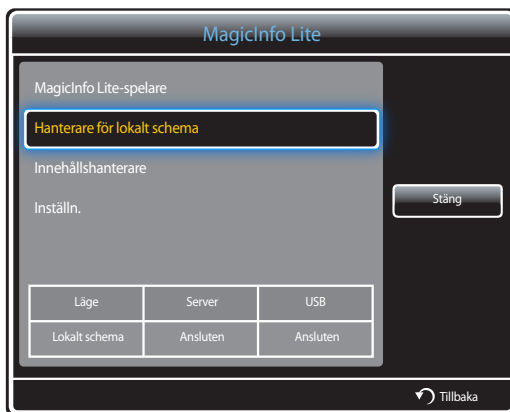 MagicInfo Lite
MagicInfo Lite-spelare
Hanterare för lokalt schema
Innehållshanterare
Inställn.
Stäng
Läge Server USB
Lokalt schema Ansluten Ansluten
Tillbaka